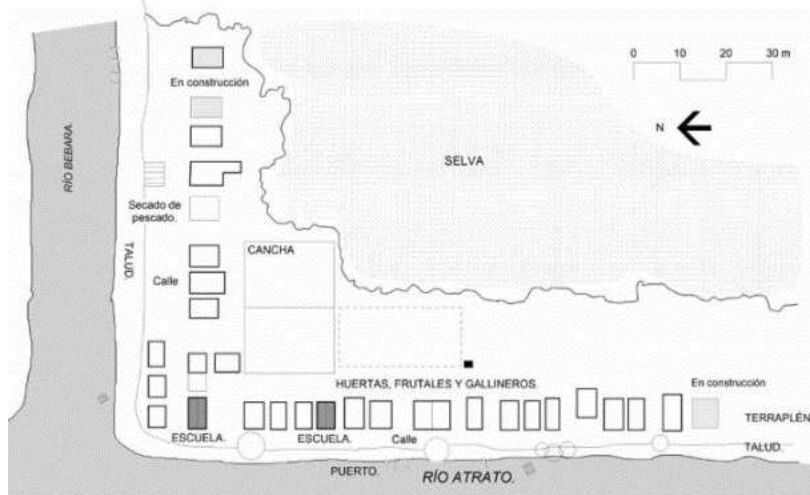 0 10 20 30 m
En construcción
N
RÍO BEBARA.
SELVA
Secado de
pescado.
TALUD.
CANCHA
Calle
HUERTAS, FRUTALES Y GALLINEROS.
En construcción
TERRAPLÉN
ESCUELA.
ESCUELA.
Calle
TALUD.
PUERTO.
RÍO ATRATO.